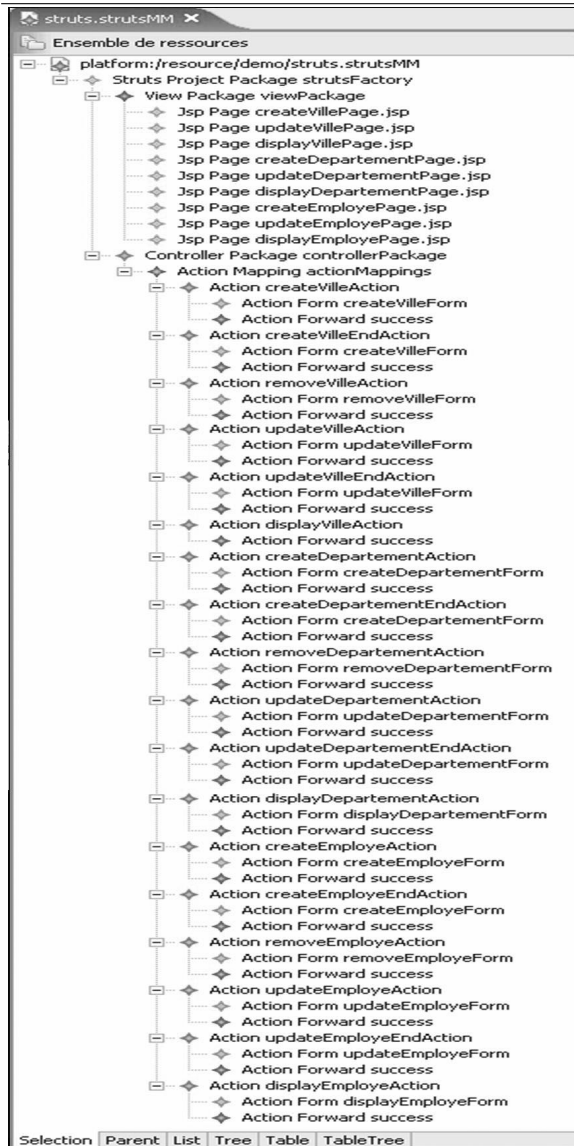 struts.strutsMM
Ensemble de ressources
platform:/resource/demo/struts.strutsMM
Struts Project Package strutsFactory
View Package viewPackage
Jsp Page createVillePage.jsp
Jsp Page updateVillePage.jsp
Jsp Page displayVillePage.jsp
Jsp Page createDepartementPage.jsp
Jsp Page updateDepartementPage.jsp
Jsp Page displayDepartementPage.jsp
Jsp Page createEmployePage.jsp
Jsp Page updateEmployePage.jsp
Jsp Page displayEmployePage.jsp
Controller Package controllerPackage
Action Mapping actionMappings
Action createVilleAction
Action Form createVilleForm
Action Forward success
Action createVilleEndAction
Action Form createVilleForm
Action Forward success
Action removeVilleAction
Action Form removeVilleForm
Action Forward success
Action updateVilleAction
Action Form updateVilleForm
Action Forward success
Action updateVilleEndAction
Action Form updateVilleForm
Action Forward success
Action displayVilleAction
Action Forward success
Action createDepartementAction
Action Form createDepartementForm
Action Forward success
Action createDepartementEndAction
Action Form createDepartementForm
Action Forward success
Action removeDepartementAction
Action Form removeDepartementForm
Action Forward success
Action updateDepartementAction
Action Form updateDepartementForm
Action Forward success
Action updateDepartementEndAction
Action Form updateDepartementForm
Action Forward success
Action displayDepartementAction
Action Form displayDepartementForm
Action Forward success
Action createEmployeAction
Action Form createEmployeForm
Action Forward success
Action createEmployeEndAction
Action Form createEmployeForm
Action Forward success
Action removeEmployeAction
Action Form removeEmployeForm
Action Forward success
Action updateEmployeAction
Action Form updateEmployeForm
Action Forward success
Action updateEmployeEndAction
Action Form updateEmployeForm
Action Forward success
Action displayEmployeAction
Action Form displayEmployeForm
Action Forward success
Selection Parent List Tree Table TableTree